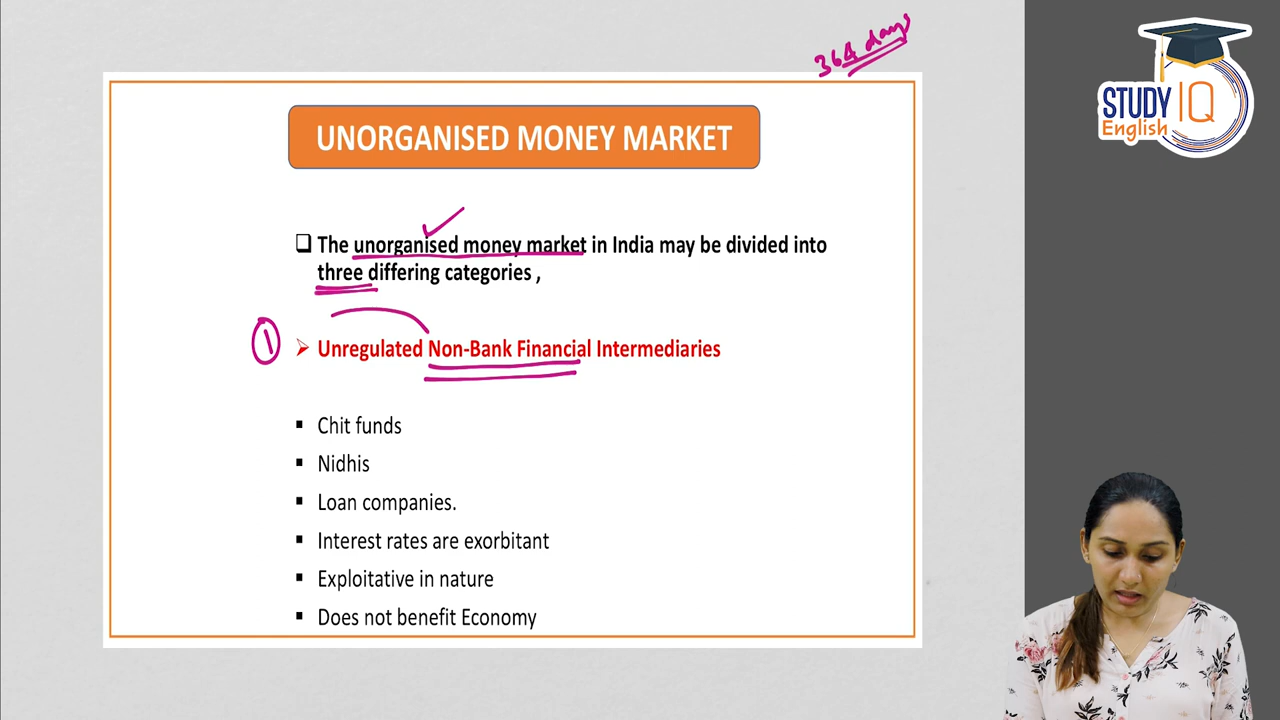 364 days
STUDY IQ
English
UNORGANISED MONEY MARKET
❑ The unorganised money market in India may be divided into
three differing categories ,
① ➢ Unregulated Non-Bank Financial Intermediaries
▪ Chit funds
▪ Nidhis
▪ Loan companies.
▪ Interest rates are exorbitant
▪ Exploitative in nature
▪ Does not benefit Economy